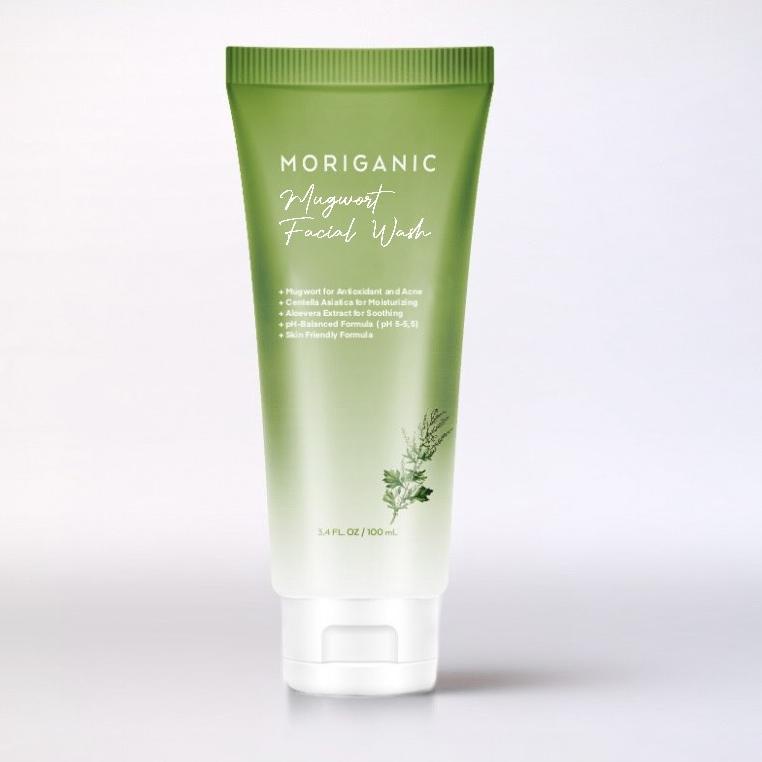 MORIGANIC
Mugwort
Facial Wash
+ Mugwort for Antioxidant and Acne
+ Centella Asiatica for Moisturizing
+ Aloevera Extract for Soothing
+ pH-Balanced Formula ( pH 5-5,5)
+ Skin Friendly Formula
3.4 FL. OZ / 100 mL